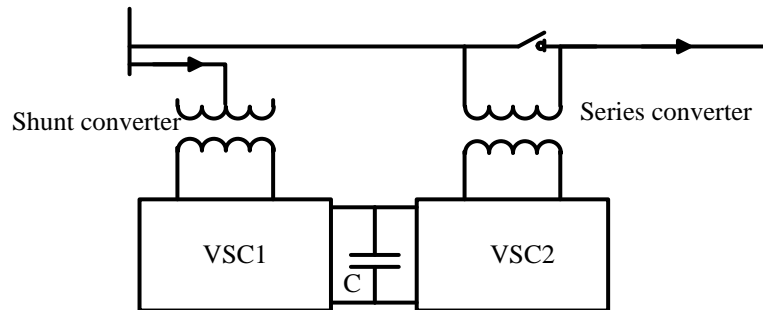 Shunt converter
Series converter
VSC1
C
VSC2